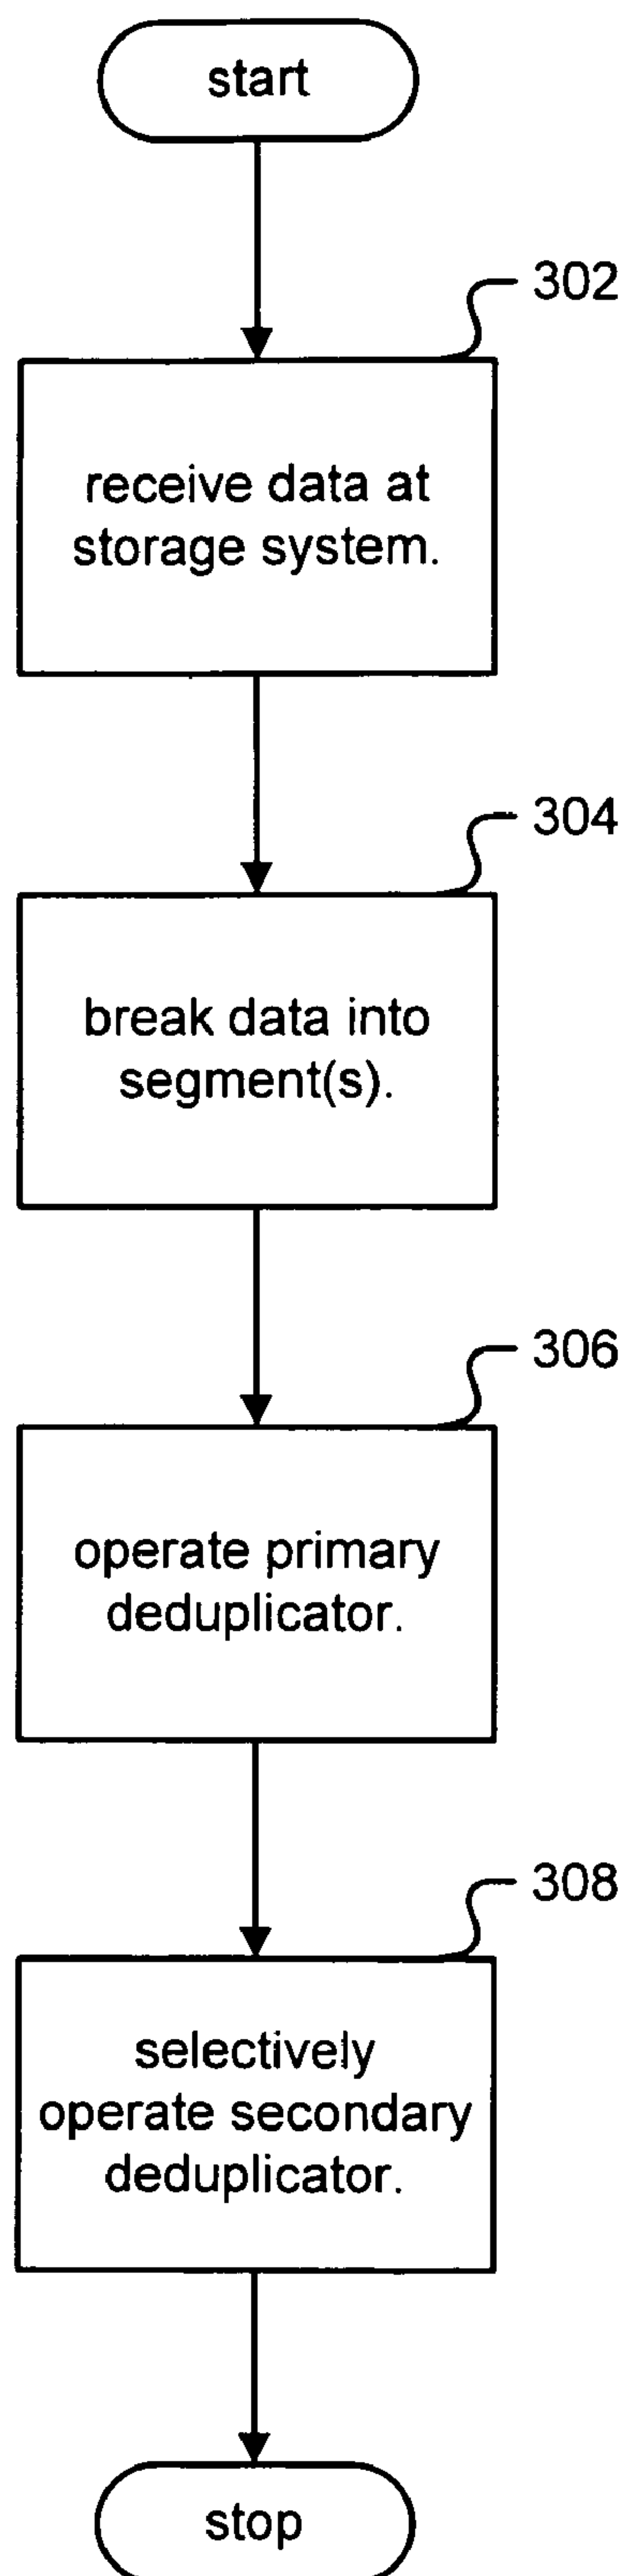 start
302
receive data at
storage system.
304
break data into
segment(s).
306
operate primary
deduplicator.
308
selectively
operate secondary
deduplicator.
stop